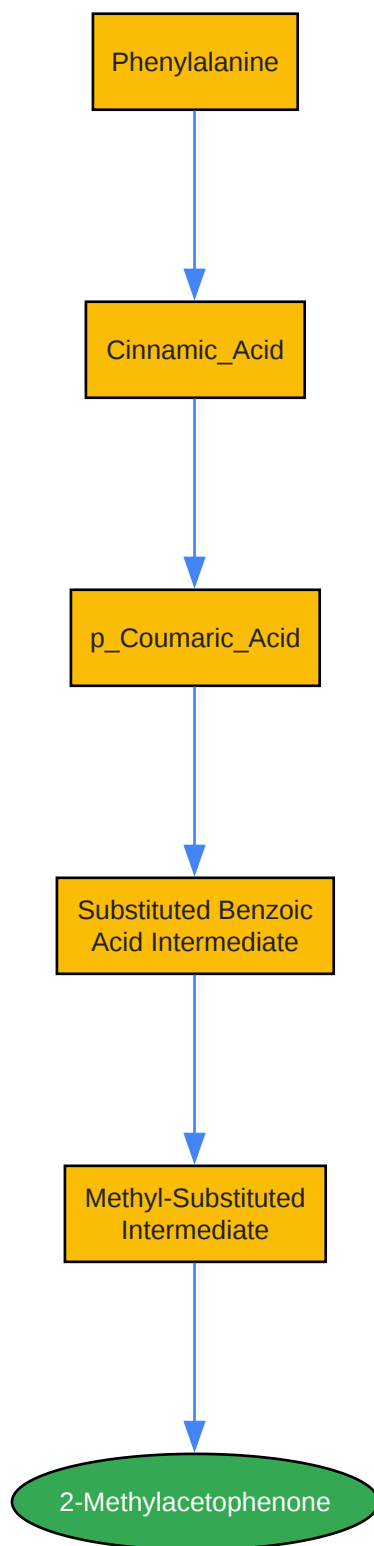 Phenylalanine
Cinnamic_Acid
p_Coumaric_Acid
Substituted Benzoic
Acid Intermediate
Methyl-Substituted
Intermediate
2-Methylacetophenone